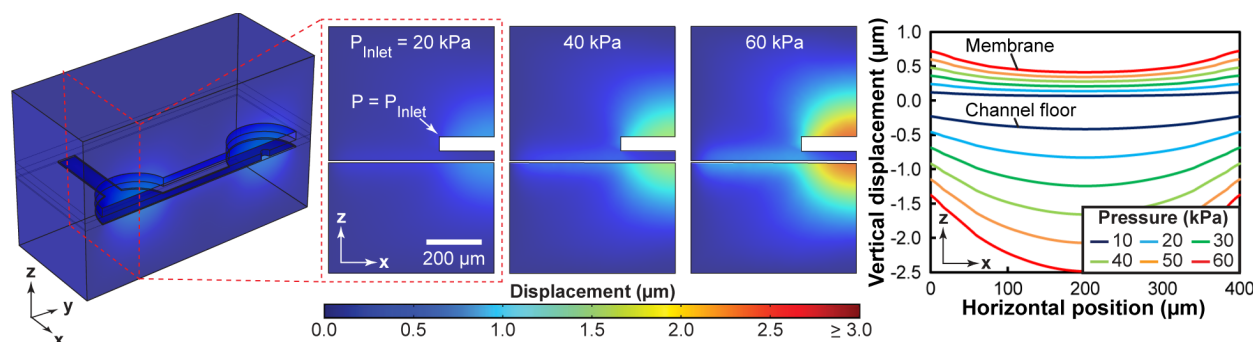 P_Inlet = 20 kPa
40 kPa
60 kPa
P = P_Inlet
z
x
200 µm
z
y
x
Displacement (µm)
0.0 0.5 1.0 1.5 2.0 2.5 ≥ 3.0
Vertical displacement (µm)
1.0
0.5
0.0
-0.5
-1.0
-1.5
-2.0
-2.5
Membrane
Channel floor
z
x
Pressure (kPa)
10 20 30
40 50 60
0 100 200 300 400
Horizontal position (µm)